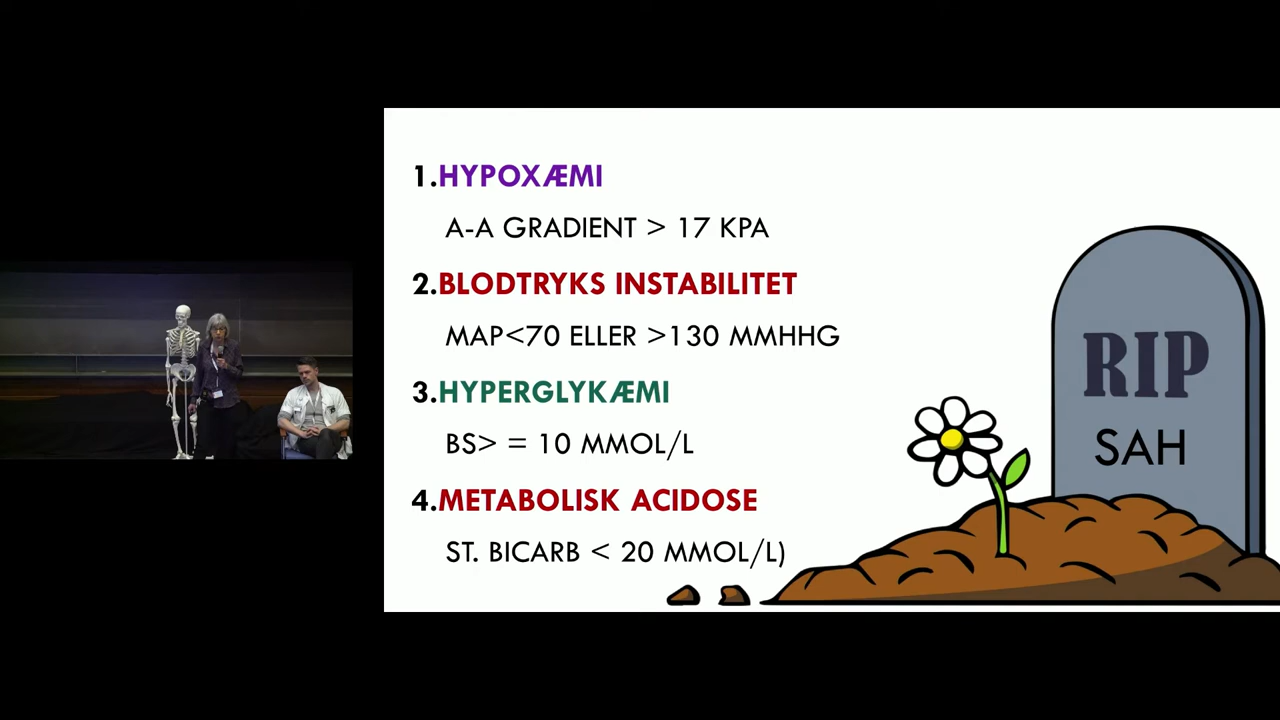 1.HYPOXÆMI
A-A GRADIENT > 17 KPA
2.BLODTRYKS INSTABILITET
MAP<70 ELLER >130 MMHHG
3.HYPERGLYKÆMI
BS> = 10 MMOL/L
4.METABOLISK ACIDOSE
ST. BICARB < 20 MMOL/L)
RIP
SAH